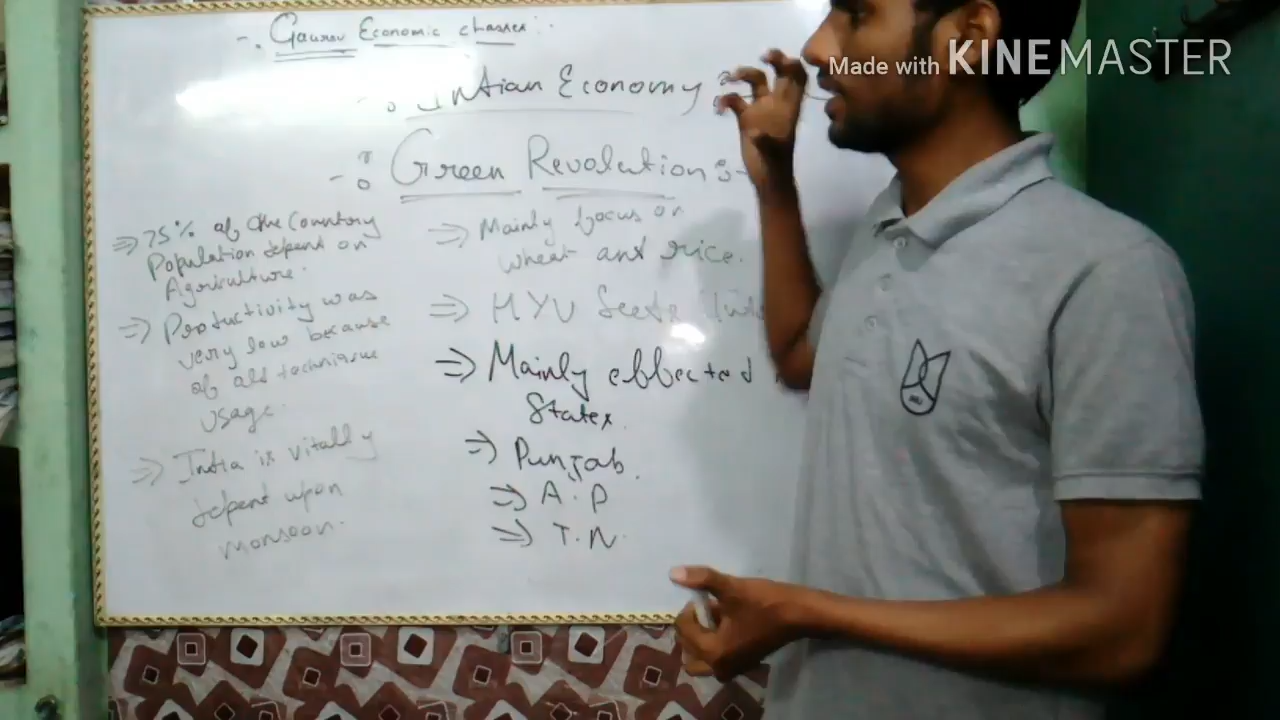 -. Gaurav Economic classes :-
Indian Economy
Green Revolution :-
⇒ 75% of the Country
Population depent on
Agriculture.
⇒ Productivity was
very low because
of old technique
usage.
⇒ India is vitally
depent upon
monsoon.
⇒ Mainly focus on
wheat and rice.
⇒ HYV Seeds
⇒ Mainly effected
States.
⇒ Punjab.
⇒ A.P
⇒ T.N.
Made with KINEMASTER